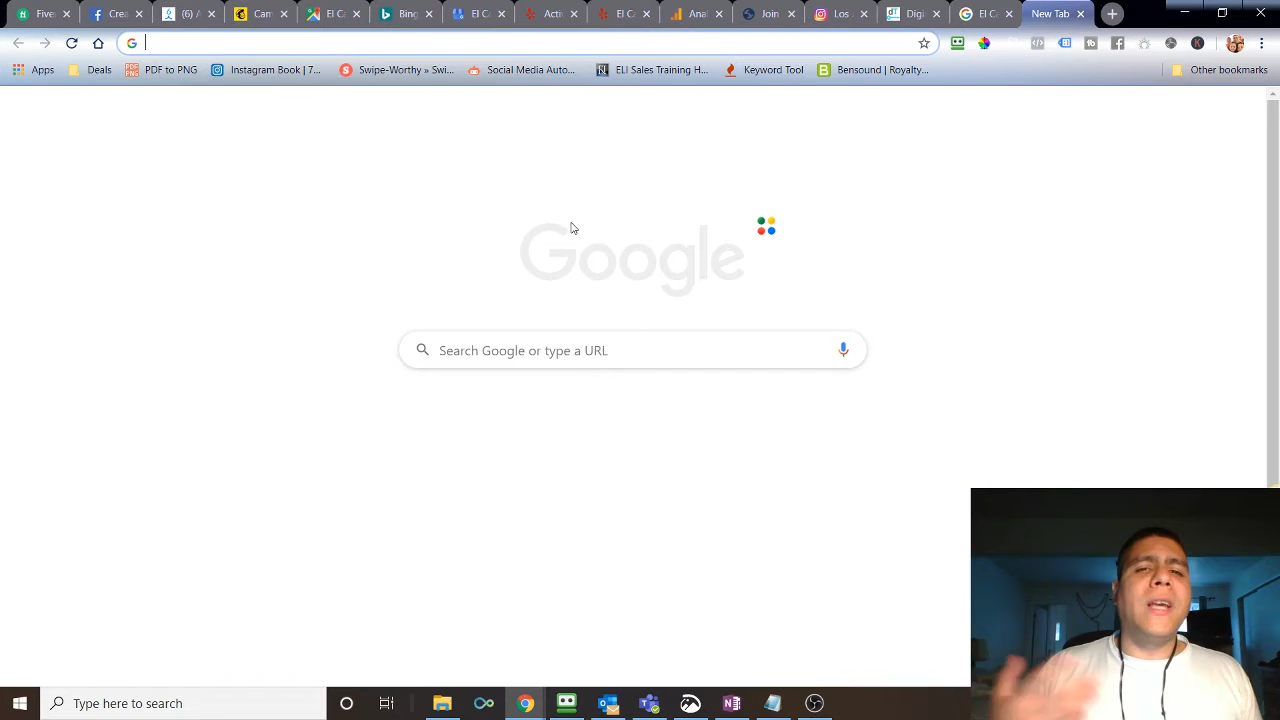 Five
Crea
(6)
Cam
El C
Bing
El C
Activ
El C
Ana
Join
Los
Digi
El C
New Tab
Apps
Deals
PDF to PNG
Instagram Book | 7...
Swipe-Worthy » Swi...
Social Media Auto...
ELI Sales Training H...
Keyword Tool
Bensound | Royalty...
Other bookmarks
Google
Search Google or type a URL
Type here to search